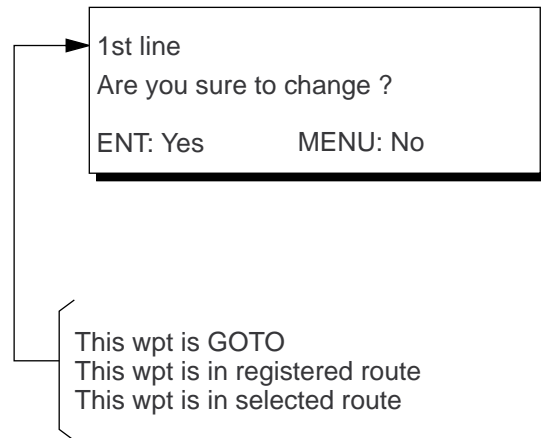 1st line
Are you sure to change ?
ENT: Yes MENU: No
This wpt is GOTO
This wpt is in registered route
This wpt is in selected route